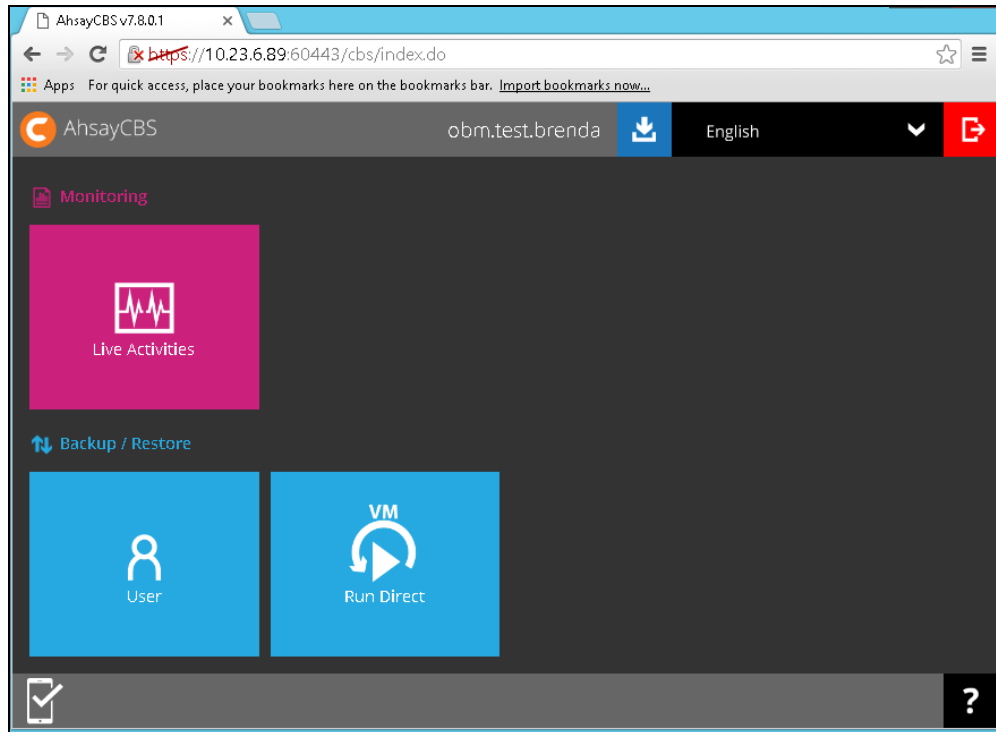 AhsayCBS v7.8.0.1
https://10.23.6.89:60443/cbs/index.do
Apps For quick access, place your bookmarks here on the bookmarks bar. Import bookmarks now...
AhsayCBS obm.test.brenda English
Monitoring
Live Activities
Backup / Restore
VM
User Run Direct
?